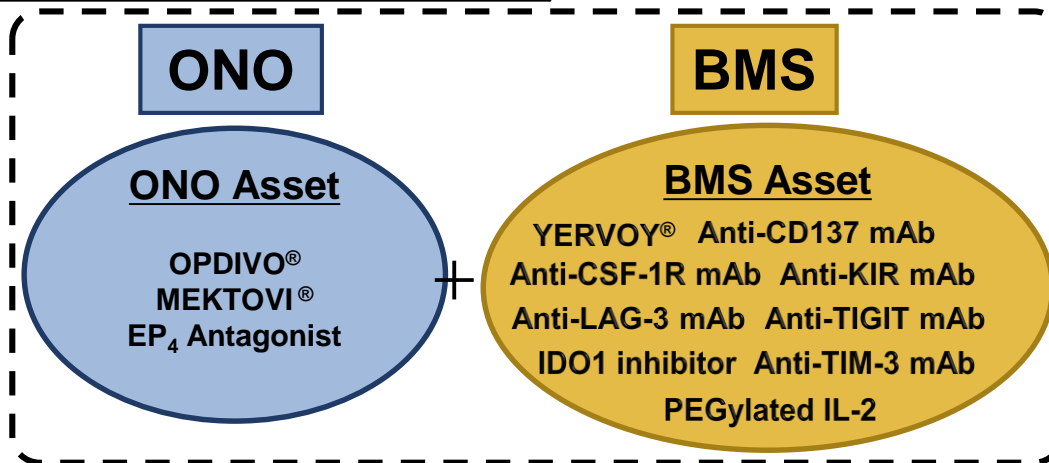 ONO
BMS
ONO Asset
OPDIVO®
MEKTOVI ®
EP₄ Antagonist
+
BMS Asset
YERVOY® Anti-CD137 mAb
Anti-CSF-1R mAb Anti-KIR mAb
Anti-LAG-3 mAb Anti-TIGIT mAb
IDO1 inhibitor Anti-TIM-3 mAb
PEGylated IL-2